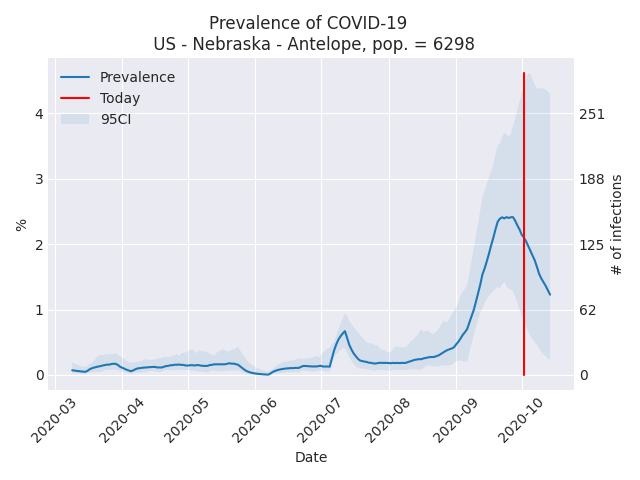 Prevalence of COVID-19
US - Nebraska - Antelope, pop. = 6298
Prevalence
Today
95CI
4
3
2
1
0
%
251
188
125
62
0
# of infections
2020-03
2020-04
2020-05
2020-06
2020-07
2020-08
2020-09
2020-10
Date